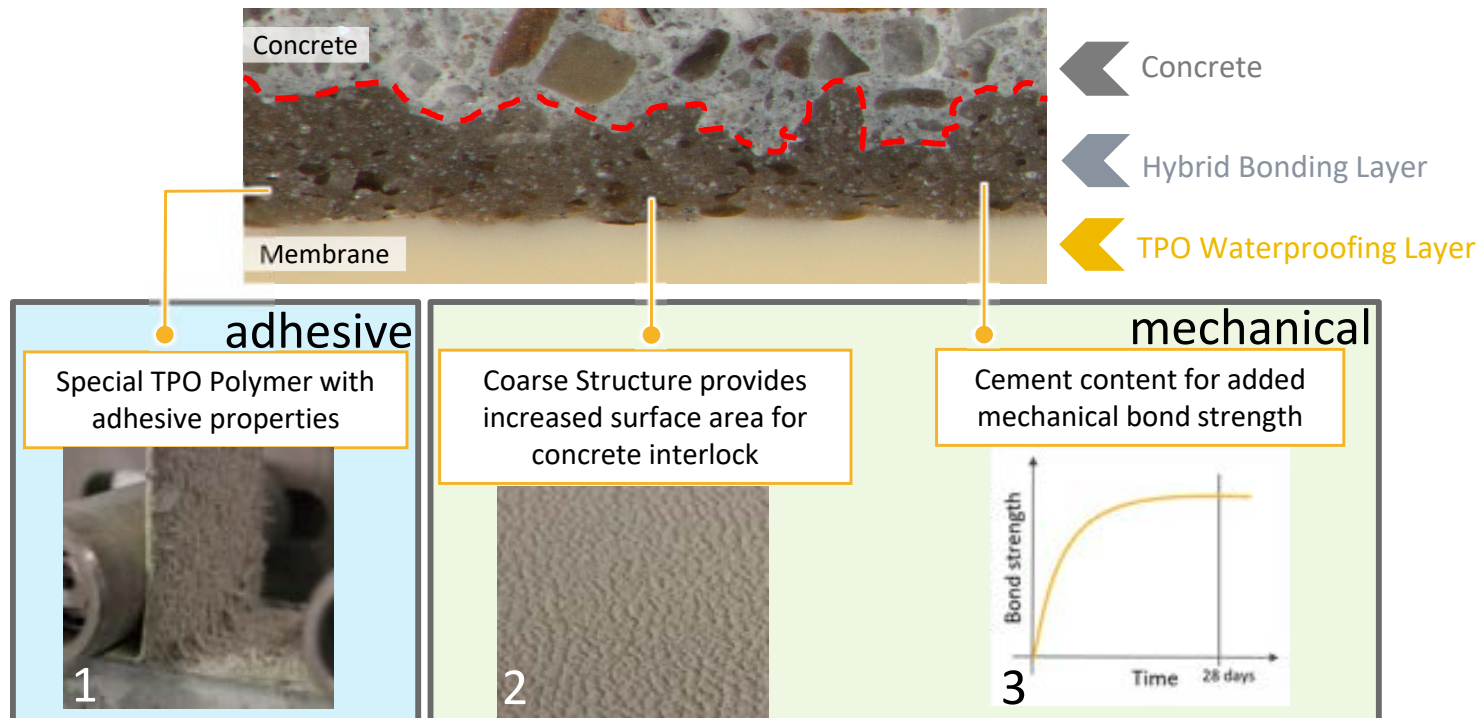 Concrete
Concrete
Hybrid Bonding Layer
Membrane
TPO Waterproofing Layer
adhesive
mechanical
Special TPO Polymer with
adhesive properties
Coarse Structure provides
increased surface area for
concrete interlock
Cement content for added
mechanical bond strength
1
2
3
Bond strength
Time
28 days